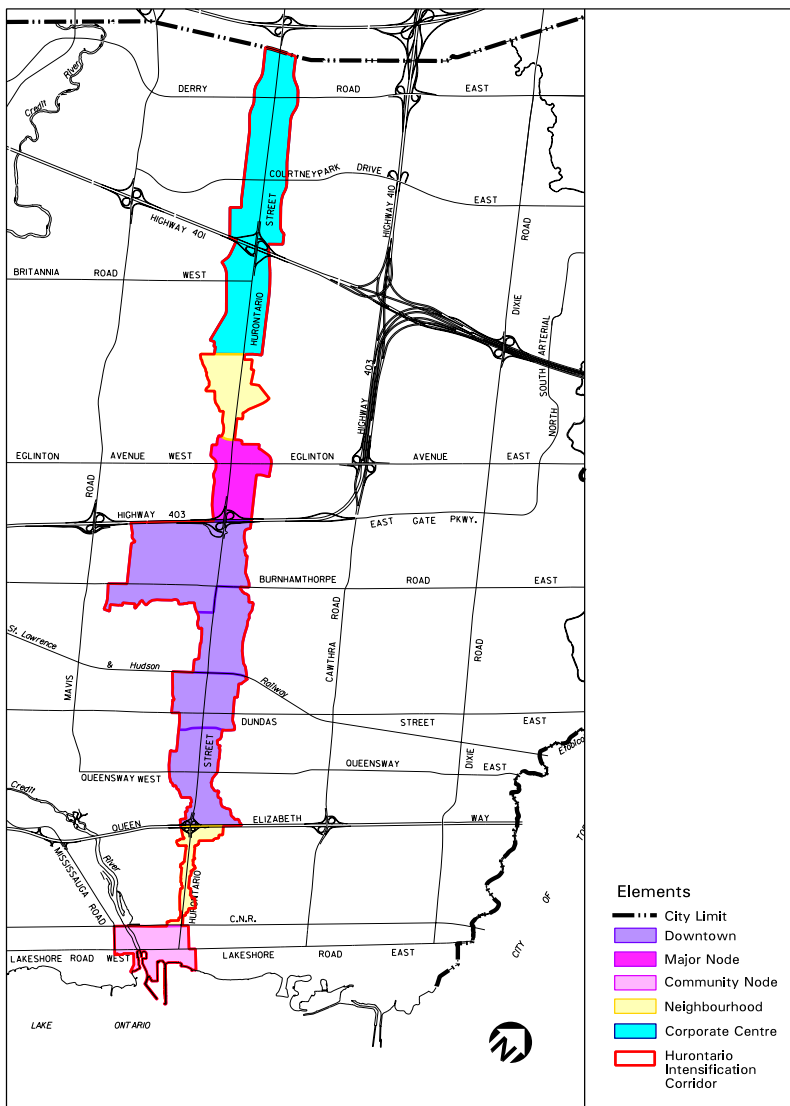 River
Credit
DERRY ROAD EAST
COURTNEYPARK DRIVE
EAST
HIGHWAY 410
STREET
HIGHWAY 401
ROAD
BRITANNIA ROAD WEST
HURONTARIO
DIXIE
SOUTH ARTERIAL
403
HIGHWAY
NORTH
EGLINTON AVENUE WEST EGLINTON AVENUE EAST
ROAD
HIGHWAY 403
EAST GATE PKWY.
BURNHAMTHORPE ROAD EAST
ROAD
St. Lawrence
& Hudson
Railway
CAWTHRA
ROAD
MAVIS
DUNDAS STREET EAST
STREET
DIXIE
QUEENSWAY WEST QUEENSWAY EAST
Credit
QUEEN ELIZABETH WAY
River
MISSISSAUGA ROAD
HURONTARIO
OF
C.N.R.
CITY
LAKESHORE ROAD WEST LAKESHORE ROAD EAST
LAKE ONTARIO
N
Elements
City Limit
Downtown
Major Node
Community Node
Neighbourhood
Corporate Centre
Hurontario
Intensification
Corridor